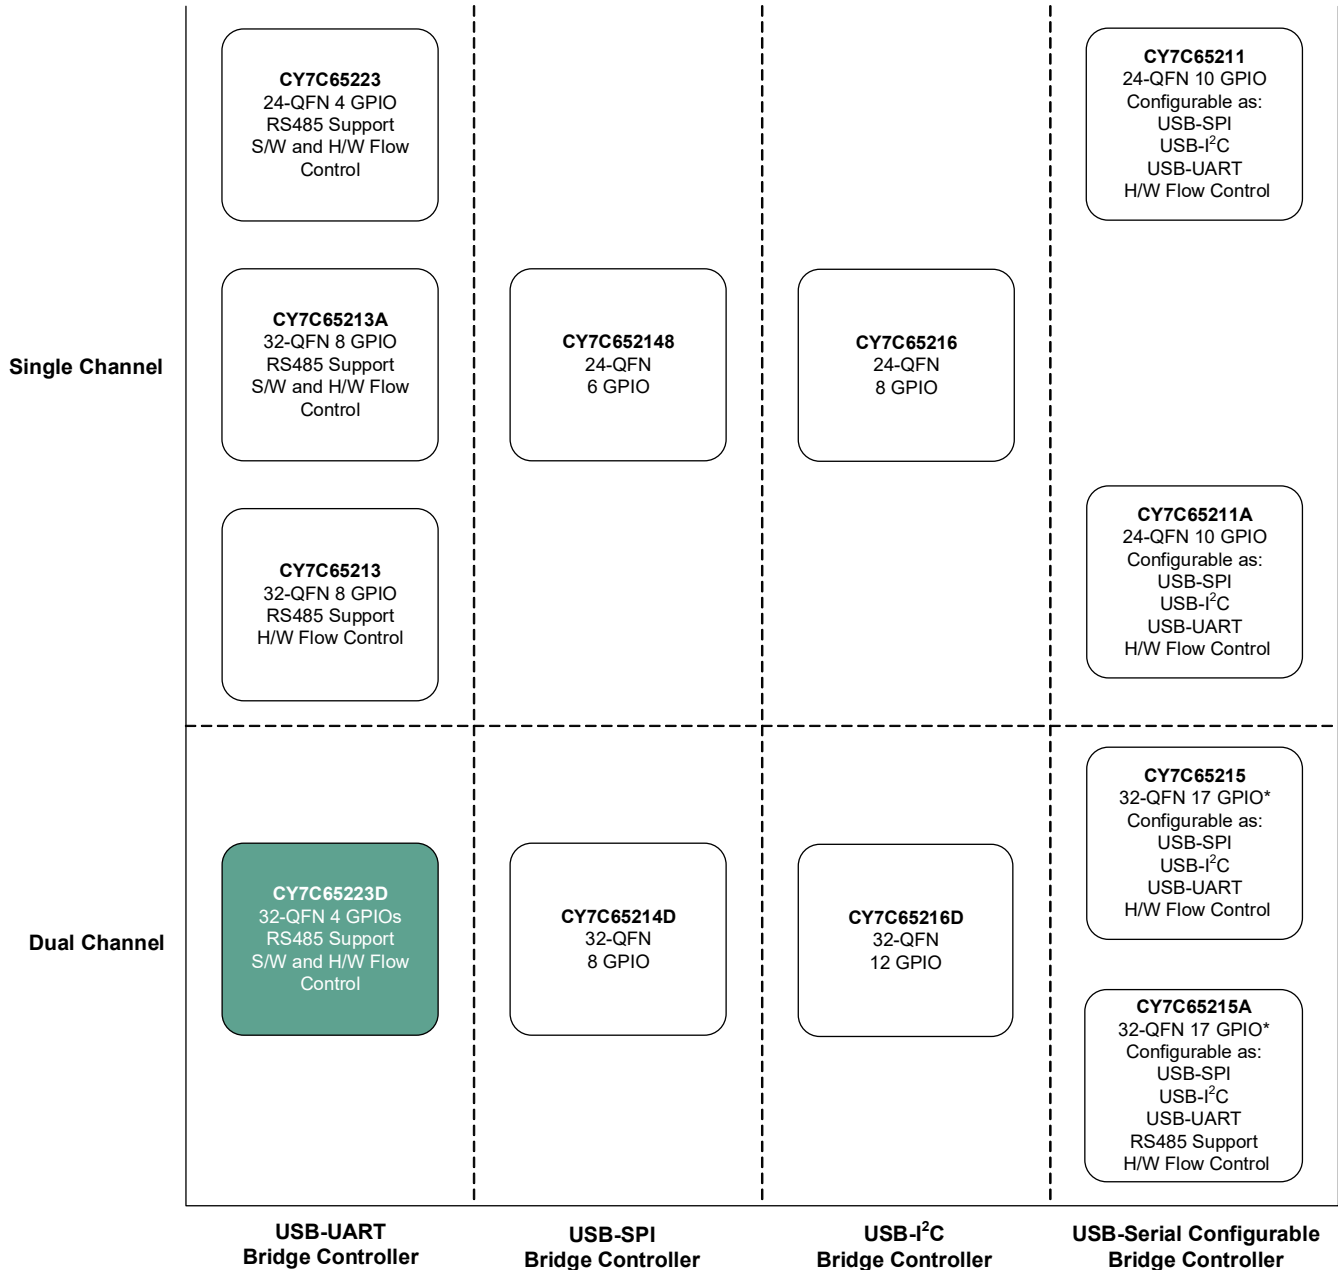 CY7C65223
24-QFN 4 GPIO
RS485 Support
S/W and H/W Flow
Control
CY7C65211
24-QFN 10 GPIO
Configurable as:
USB-SPI
USB-I²C
USB-UART
H/W Flow Control
Single Channel
CY7C65213A
32-QFN 8 GPIO
RS485 Support
S/W and H/W Flow
Control
CY7C652148
24-QFN
6 GPIO
CY7C65216
24-QFN
8 GPIO
CY7C65213
32-QFN 8 GPIO
RS485 Support
H/W Flow Control
CY7C65211A
24-QFN 10 GPIO
Configurable as:
USB-SPI
USB-I²C
USB-UART
H/W Flow Control
Dual Channel
CY7C65223D
32-QFN 4 GPIOs
RS485 Support
S/W and H/W Flow
Control
CY7C65214D
32-QFN
8 GPIO
CY7C65216D
32-QFN
12 GPIO
CY7C65215
32-QFN 17 GPIO*
Configurable as:
USB-SPI
USB-I²C
USB-UART
H/W Flow Control
CY7C65215A
32-QFN 17 GPIO*
Configurable as:
USB-SPI
USB-I²C
USB-UART
RS485 Support
H/W Flow Control
USB-UART
Bridge Controller
USB-SPI
Bridge Controller
USB-I²C
Bridge Controller
USB-Serial Configurable
Bridge Controller